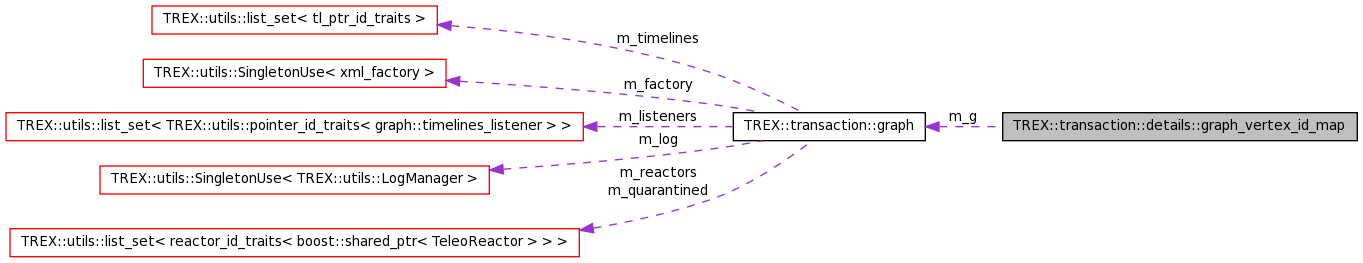 TREX::utils::list_set< tl_ptr_id_traits >
m_timelines
TREX::utils::SingletonUse< xml_factory >
m_factory
TREX::utils::list_set< TREX::utils::pointer_id_traits< graph::timelines_listener > >
m_listeners
TREX::transaction::graph
m_g
TREX::transaction::details::graph_vertex_id_map
m_log
TREX::utils::SingletonUse< TREX::utils::LogManager >
m_reactors
m_quarantined
TREX::utils::list_set< reactor_id_traits< boost::shared_ptr< TeleoReactor > > >